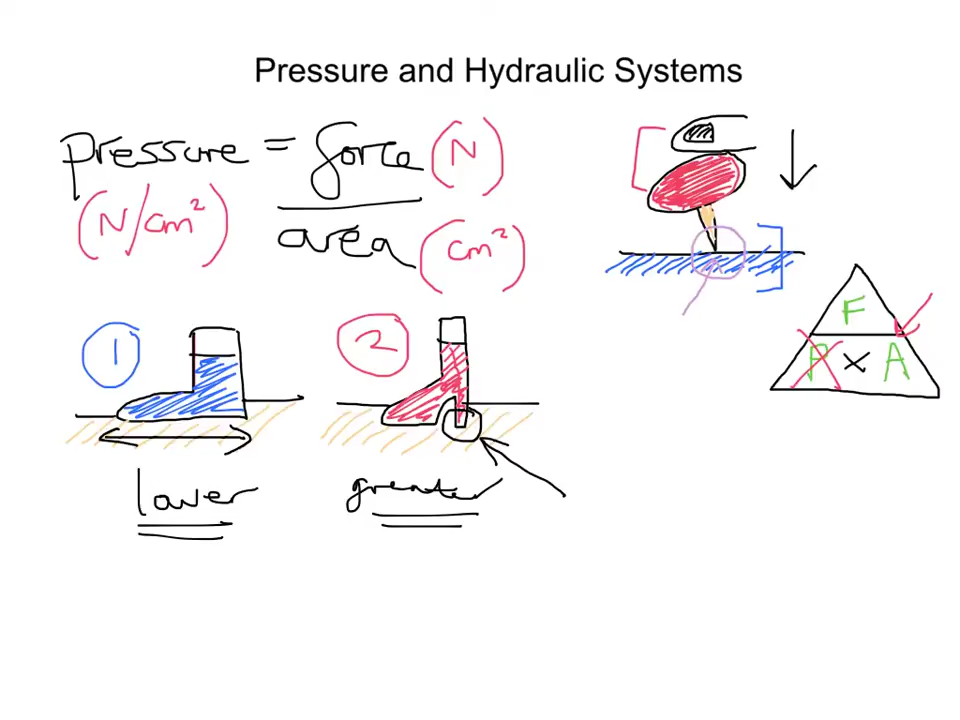 Pressure and Hydraulic Systems
pressure = force (N)
(N/cm²) area (cm²)
F
P × A
1 2
lower greater